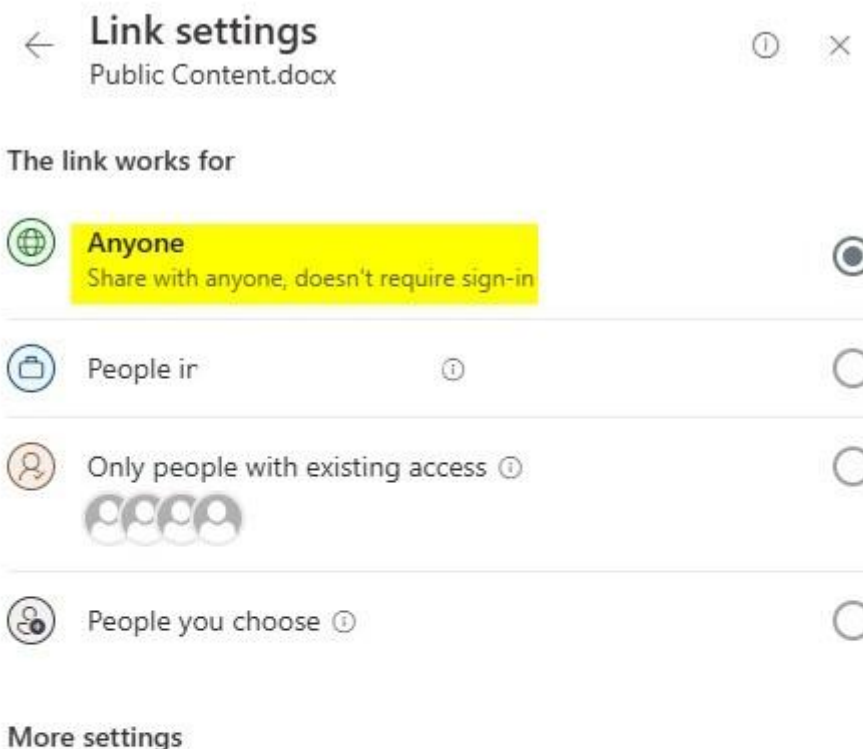 Link settings
Public Content.docx
The link works for
Anyone
Share with anyone, doesn't require sign-in
People
Only people with existing access
People you choose
More settings